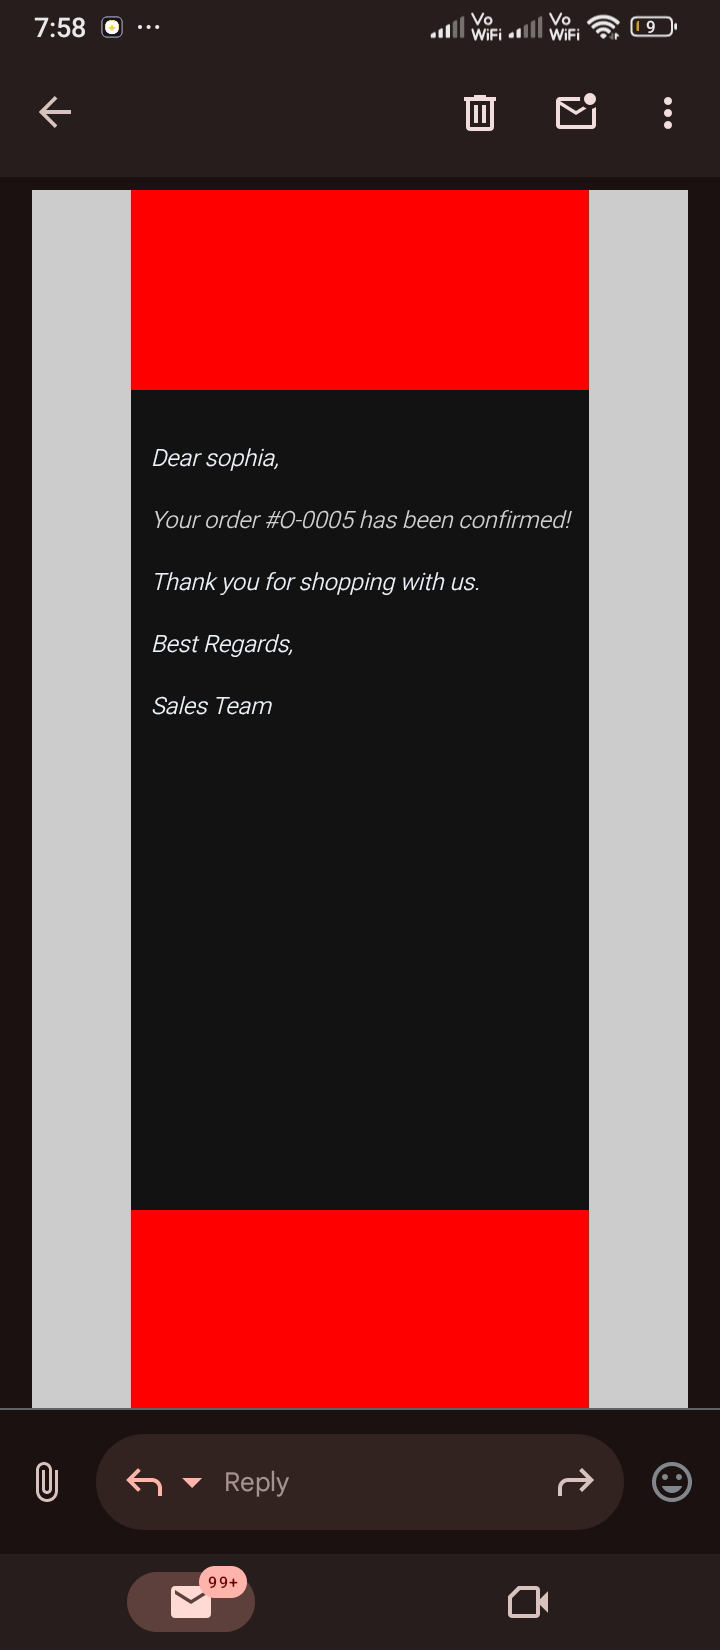 7:58
Vo
WiFi
Vo
WiFi
9
Dear sophia,
Your order #O-0005 has been confirmed!
Thank you for shopping with us.
Best Regards,
Sales Team
Reply
99+